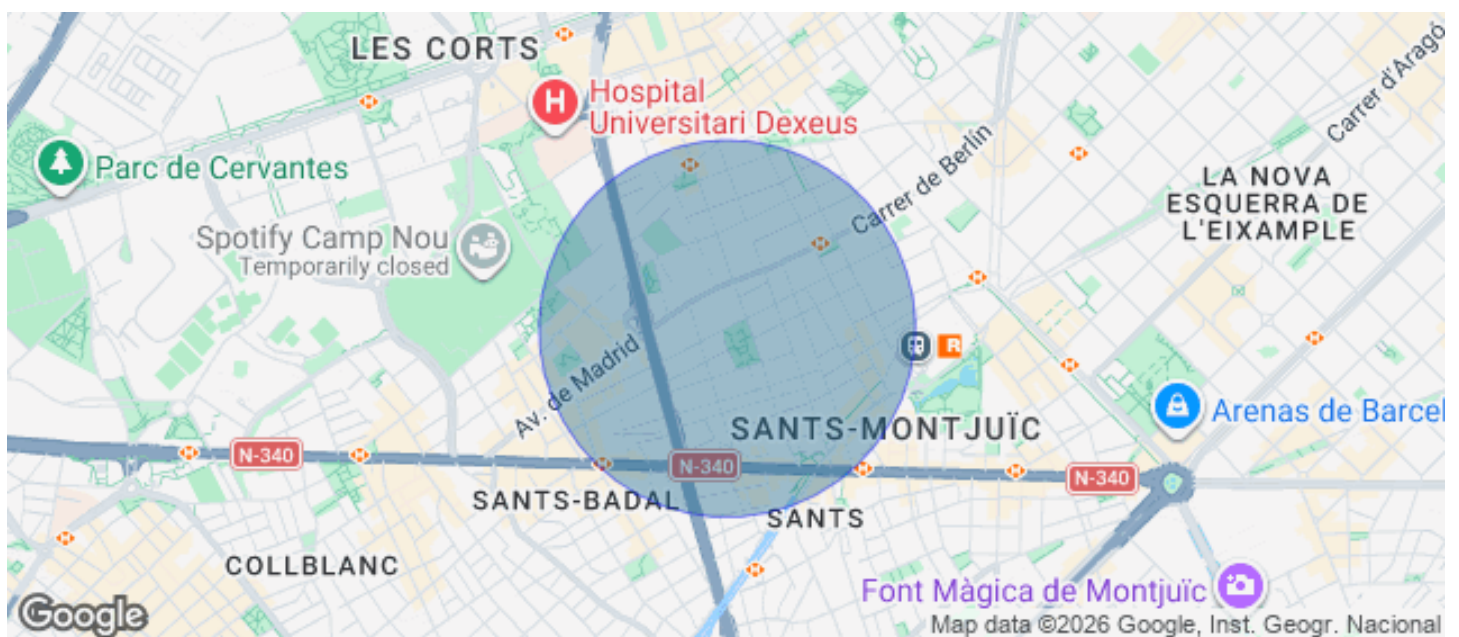 LES CORTS
Hospital
Universitari Dexeus
Parc de Cervantes
Spotify Camp Nou
Temporarily closed
Carrer de Berlín
Carrer d'Aragó
LA NOVA
ESQUERRA DE
L'EIXAMPLE
Av. de Madrid
R
SANTS-MONTJUÏC
Arenas de Barcel
N-340
N-340
N-340
SANTS-BADAL
SANTS
COLLBLANC
Font Màgica de Montjuïc
Google
Map data ©2026 Google, Inst. Geogr. Nacional
H